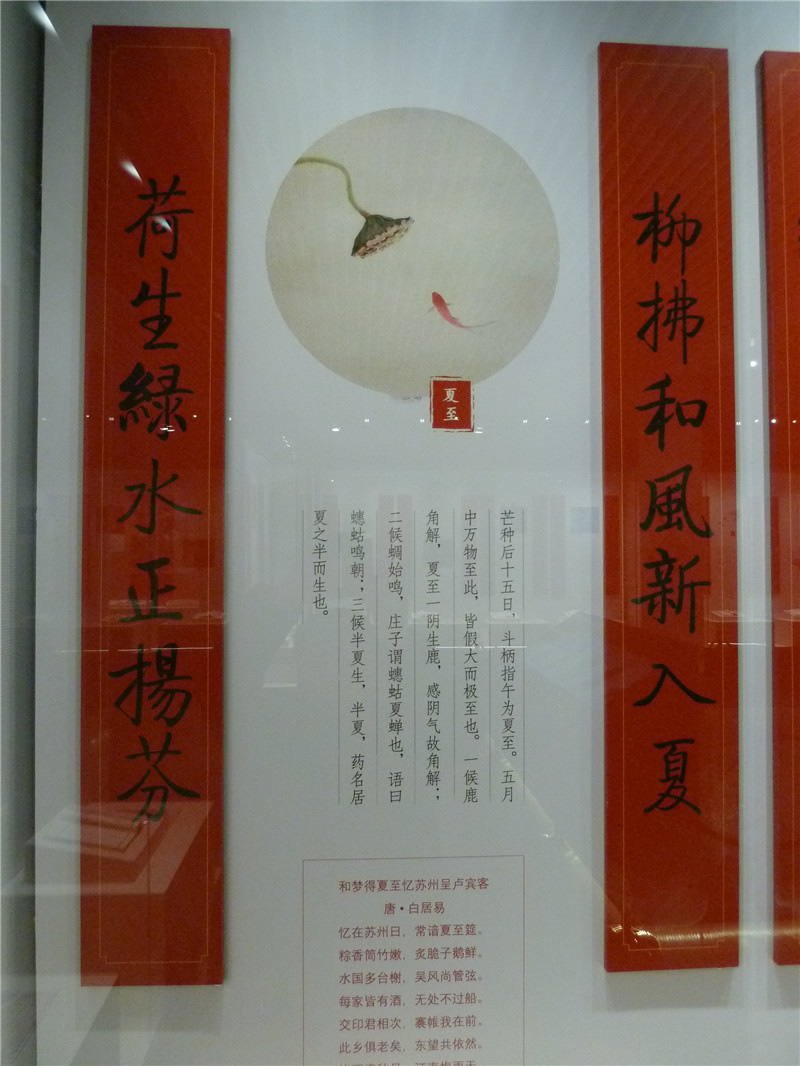 柳拂和風新入夏
荷生綠水正揚芬
夏至
芒种后十五日，斗柄指午为夏至。五月
中万物至此，皆假大而极至也。一候鹿
角解，夏至一阴生鹿，感阴气故角解；
二候蜩始鸣，庄子谓蟪蛄夏蝉也，语曰
蟪蛄鸣朝；三候半夏生，半夏，药名居
夏之半而生也。
和梦得夏至忆苏州呈卢宾客
唐·白居易
忆在苏州日，常谙夏至筵。
粽香筒竹嫩，炙脆子鹅鲜。
水国多台榭，吴风尚管弦。
每家皆有酒，无处不过船。
交印君相次，褰帷我在前。
此乡俱老矣，东望共依然。